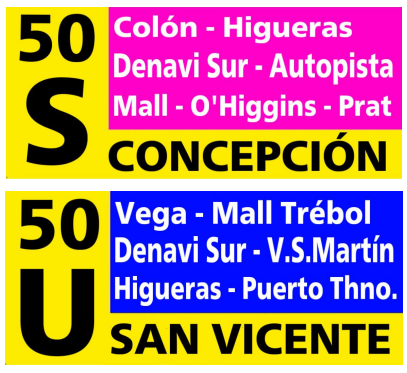 50
S
Colón - Higueras
Denavi Sur - Autopista
Mall - O'Higgins - Prat
CONCEPCIÓN
50
U
Vega - Mall Trébol
Denavi Sur - V.S.Martín
Higueras - Puerto Thno.
SAN VICENTE